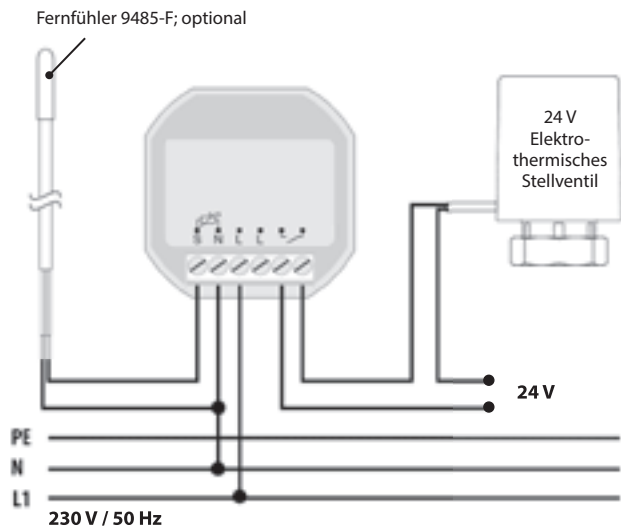 Fernfühler 9485-F; optional
24 V
Elektro-
thermisches
Stellventil
S N L L
24 V
PE
N
L1
230 V / 50 Hz